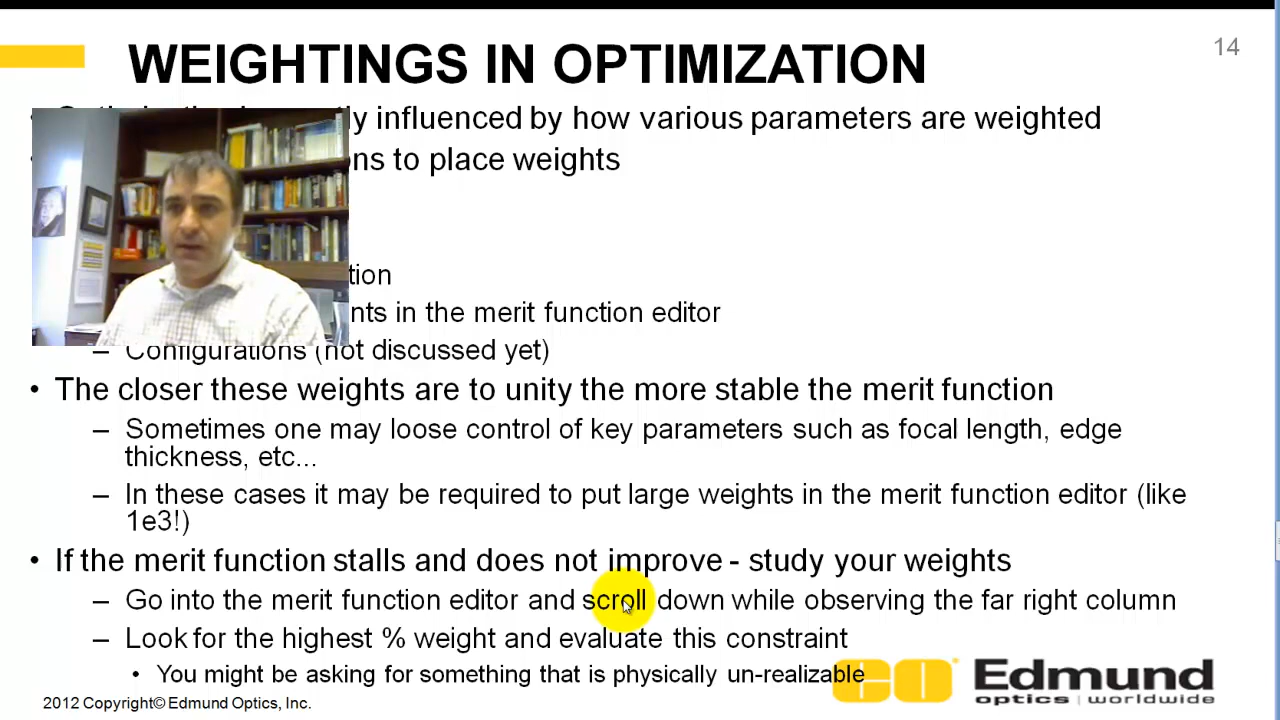 WEIGHTINGS IN OPTIMIZATION
14
influenced by how various parameters are weighted
to place weights
in the merit function editor
– Configurations (not discussed yet)
• The closer these weights are to unity the more stable the merit function
– Sometimes one may loose control of key parameters such as focal length, edge
thickness, etc...
– In these cases it may be required to put large weights in the merit function editor (like
1e3!)
• If the merit function stalls and does not improve - study your weights
– Go into the merit function editor and scroll down while observing the far right column
– Look for the highest % weight and evaluate this constraint
• You might be asking for something that is physically un-realizable
EO Edmund
optics | worldwide
2012 Copyright© Edmund Optics, Inc.